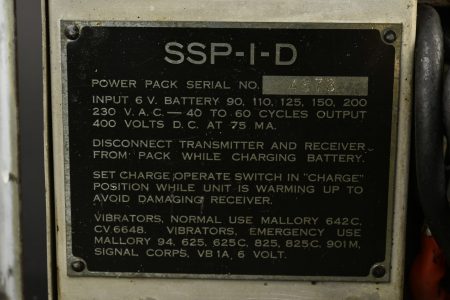 SSP-1-D
POWER PACK SERIAL NO.
INPUT 6 V. BATTERY 90, 110, 125, 150, 200
230 V. A.C. — 40 TO 60 CYCLES OUTPUT
400 VOLTS D.C. AT 75 MA.
DISCONNECT TRANSMITTER AND RECEIVER
FROM PACK WHILE CHARGING BATTERY.
SET CHARGE/OPERATE SWITCH IN "CHARGE"
POSITION WHILE UNIT IS WARMING UP TO
AVOID DAMAGING RECEIVER.
VIBRATORS, NORMAL USE MALLORY 642C,
CV6648. VIBRATORS, EMERGENCY USE
MALLORY 94, 625, 625C, 825, 825C, 901M,
SIGNAL CORPS, VB1A, 6 VOLT.